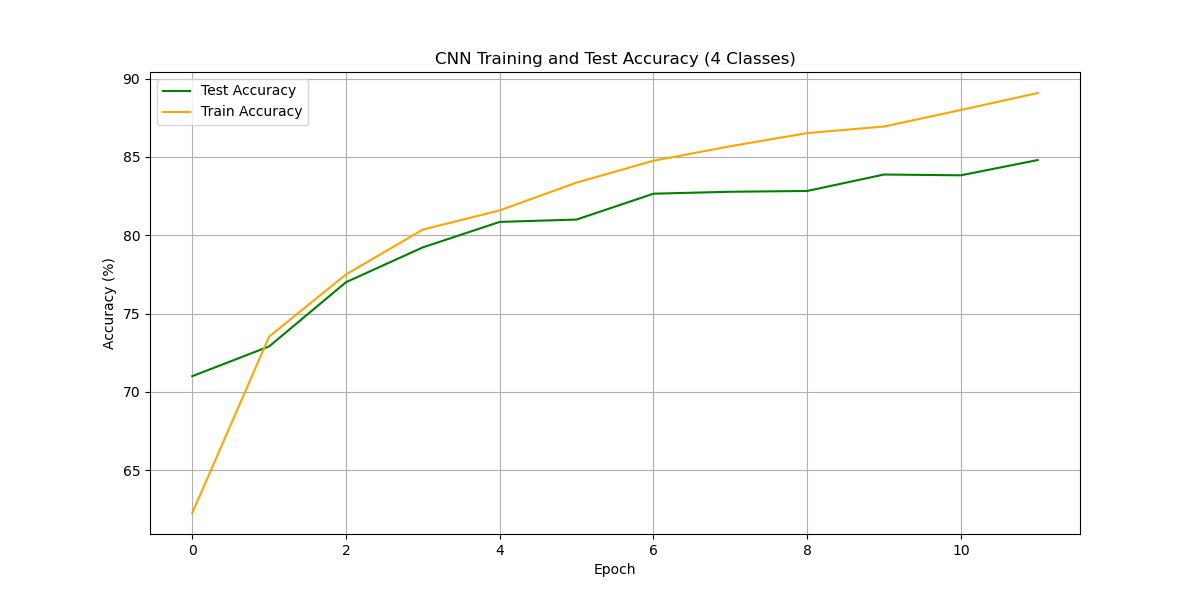 CNN Training and Test Accuracy (4 Classes)
Test Accuracy
Train Accuracy
90
85
80
75
70
65
Accuracy (%)
0 2 4 6 8 10
Epoch